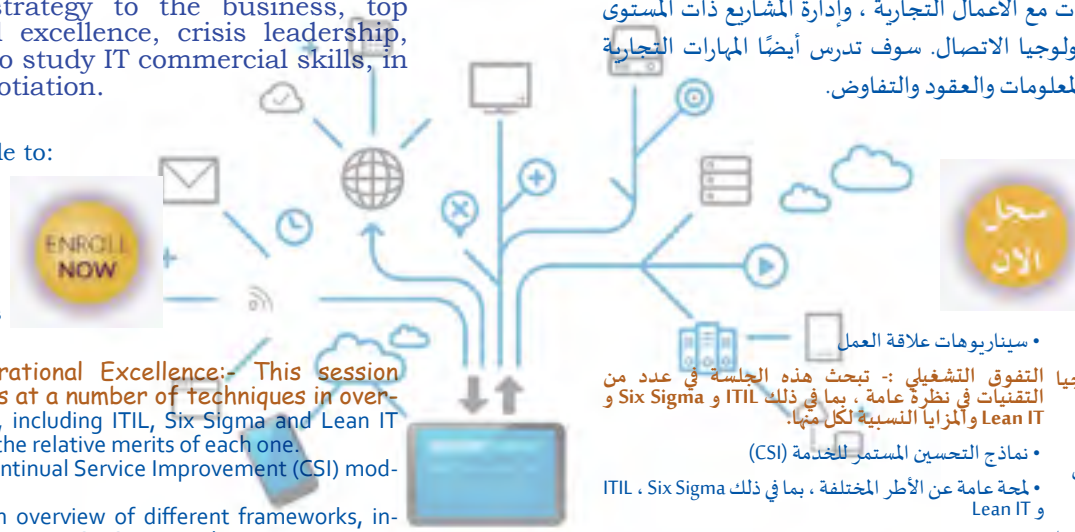 strategy to the business, top
excellence, crisis leadership,
o study IT commercial skills, in
otiation.
le to:
ENROLL
NOW
rational Excellence:- This session
s at a number of techniques in over-
, including ITIL, Six Sigma and Lean IT
the relative merits of each one.
ontinual Service Improvement (CSI) mod-
n overview of different frameworks, in-
ات مع الأعمال التجارية ، وإدارة المشاريع ذات المستوى
ولوجيا الاتصال. سوف تدرس أيضًا المهارات التجارية
المعلومات والعقود والتفاوض.
سجل
الان
• سيناريوهات علاقة العمل
جيا التفوق التشغيلي :- تبحث هذه الجلسة في عدد من
التقنيات في نظرة عامة ، بما في ذلك ITIL و Six Sigma و
Lean IT والمزايا النسبية لكل منها.
• نماذج التحسين المستمر للخدمة (CSI)
• لمحة عامة عن الأطر المختلفة ، بما في ذلك ITIL ، Six Sigma
و Lean IT